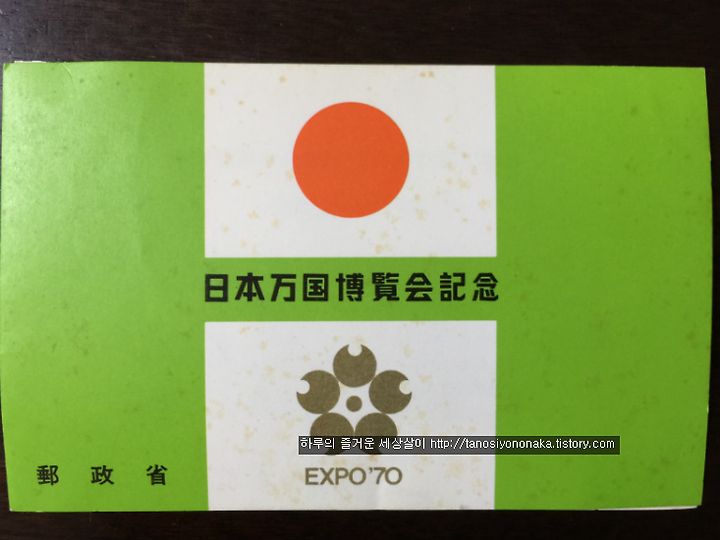 日本万国博覧会記念
하루의 즐거운 세상살이 http://tanosiyononaka.tistory.com
郵政省
EXPO'70